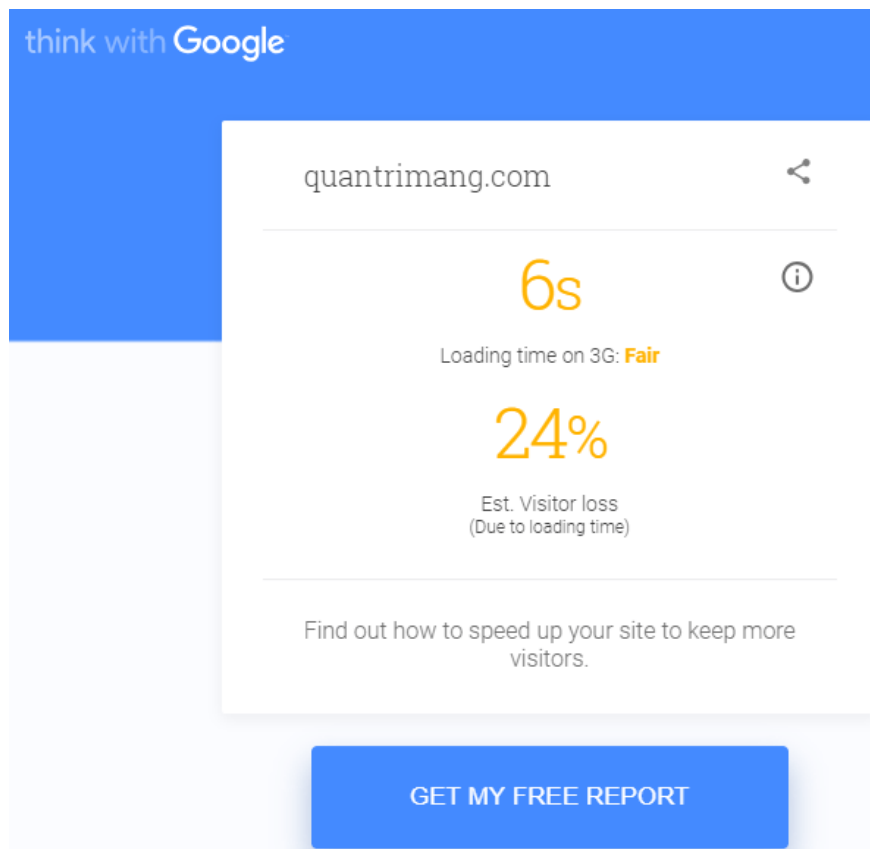 think with Google
quantrimang.com
6s
Loading time on 3G: Fair
24%
Est. Visitor loss
(Due to loading time)
Find out how to speed up your site to keep more
visitors.
GET MY FREE REPORT